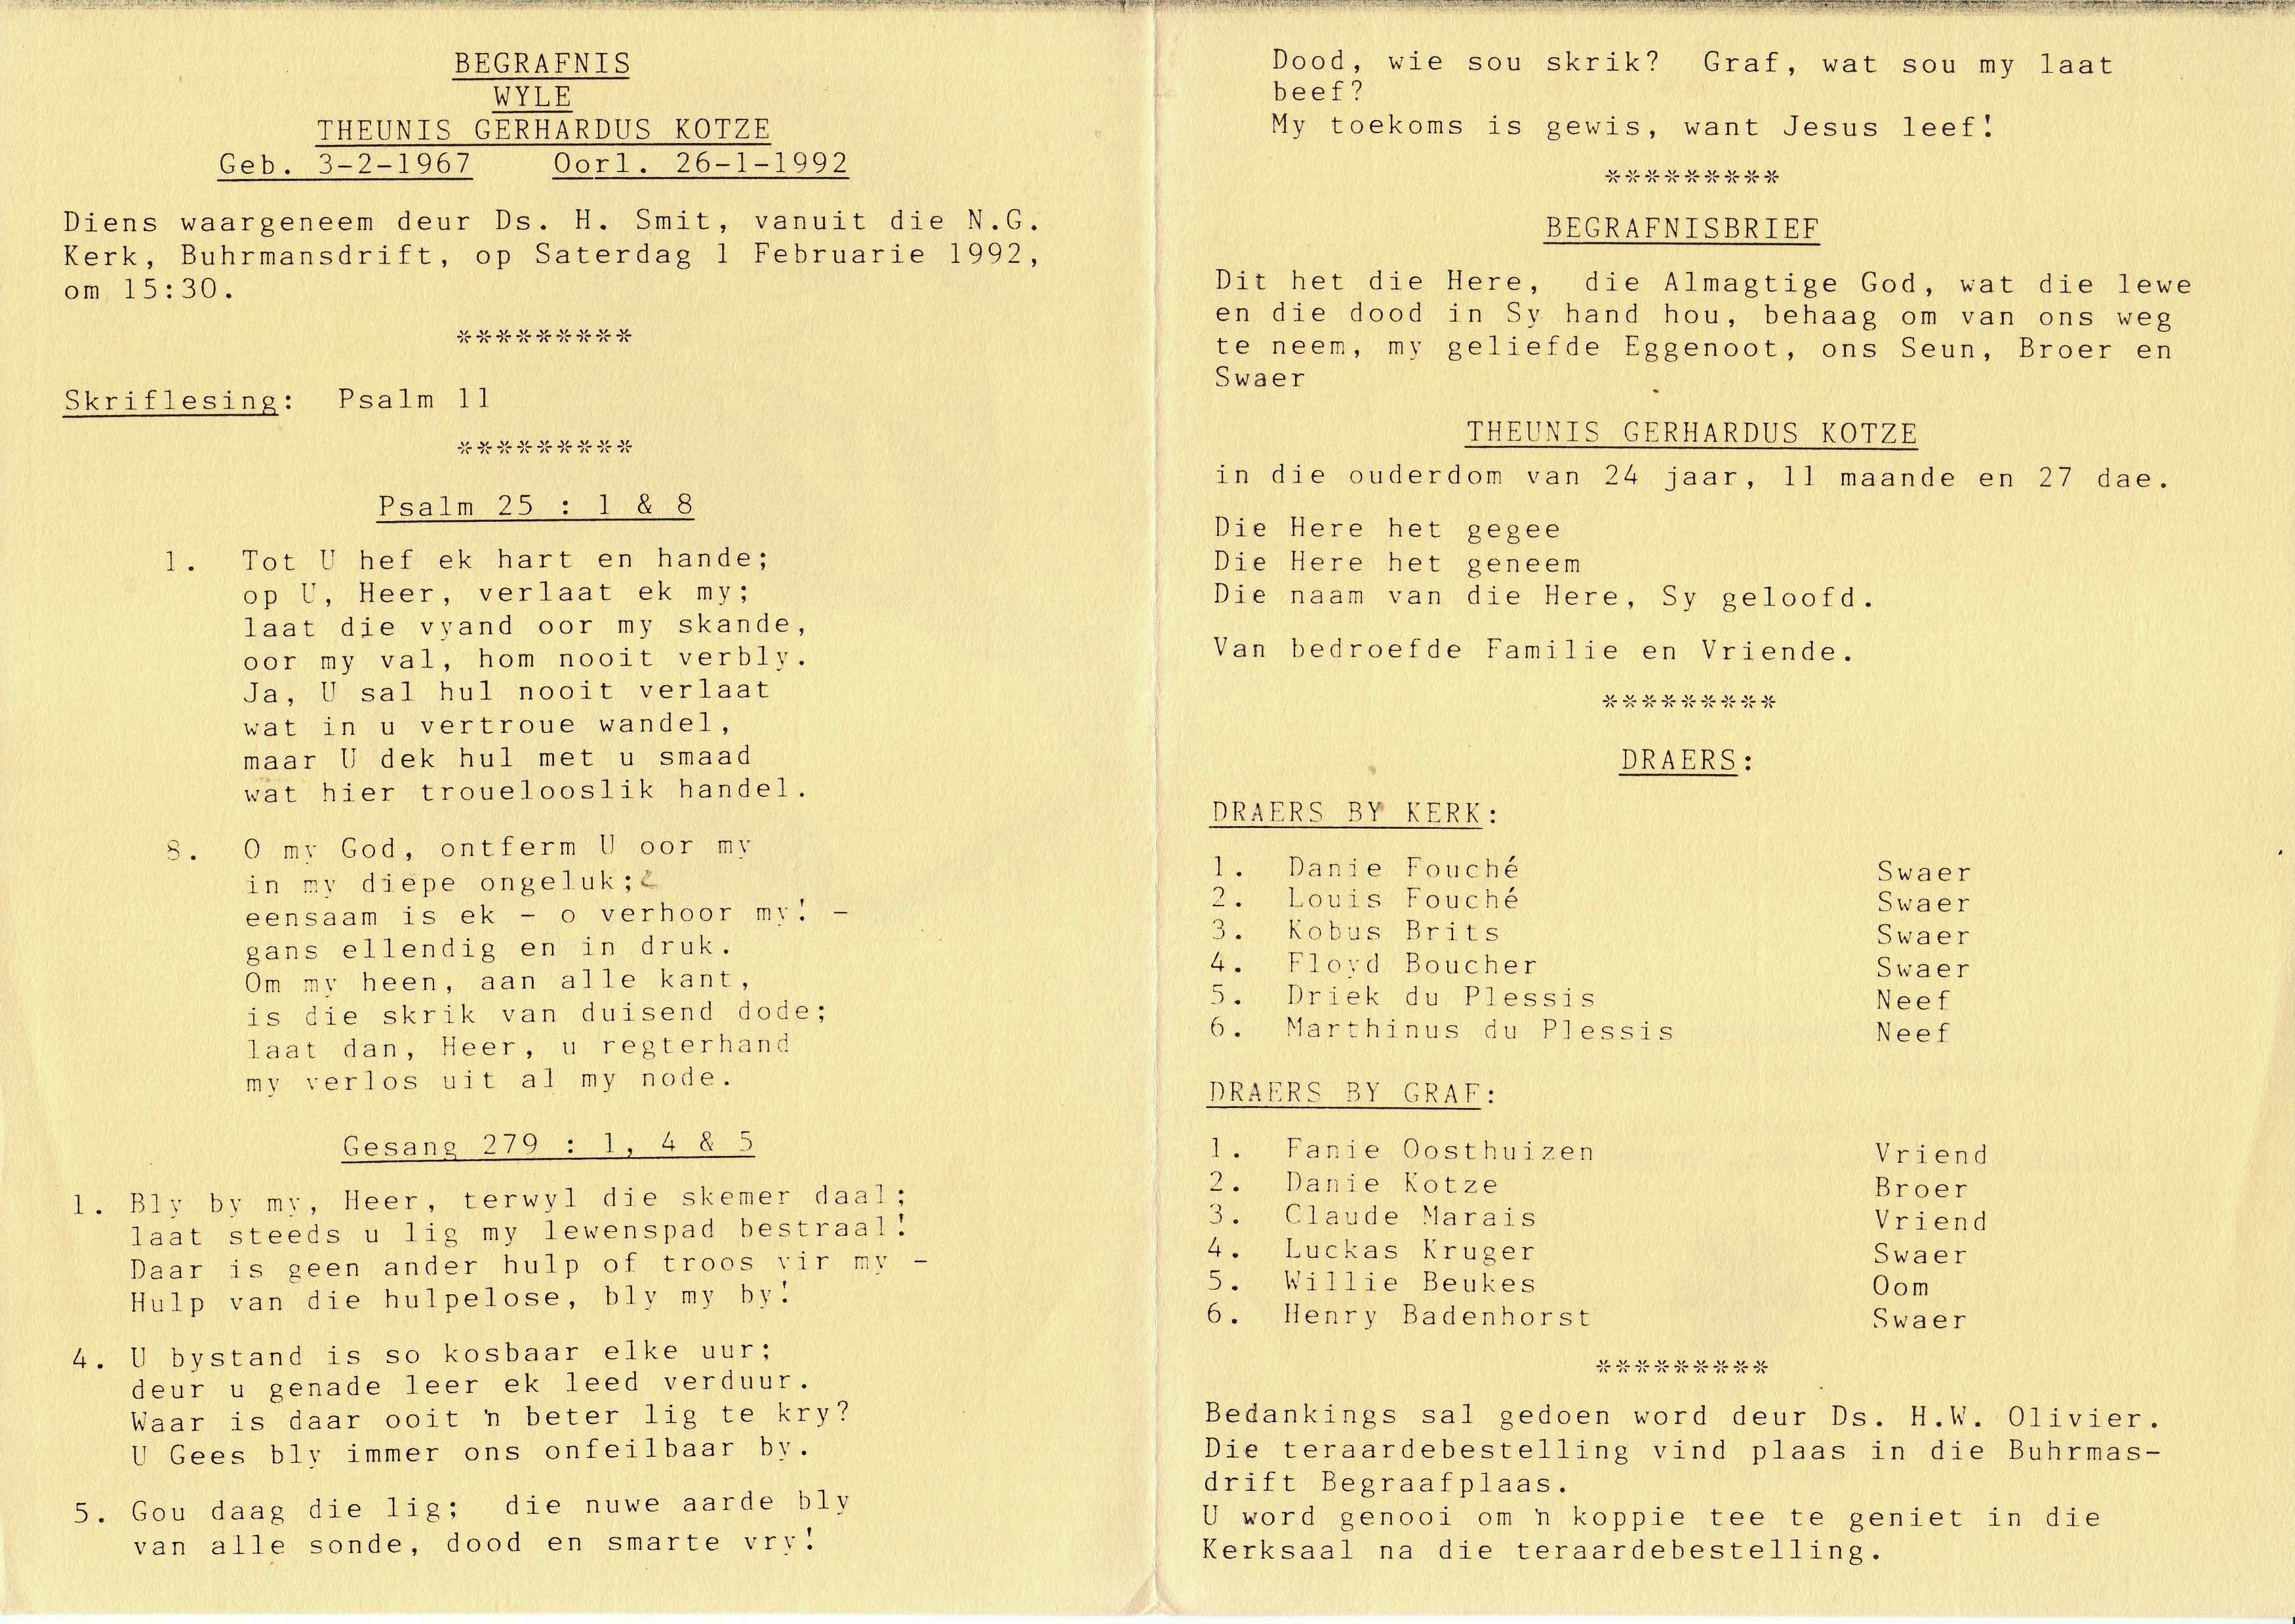 BEGRAFNIS
WYLE
THEUNIS GERHARDUS KOTZE
Geb. 3-2-1967 Oorl. 26-1-1992
Diens waargeneem deur Ds. H. Smit, vanuit die N.G.
Kerk, Buhrmansdrift, op Saterdag 1 Februarie 1992,
om 15:30.
*********
Skriflesing: Psalm 11
*********
Psalm 25 : 1 & 8
1. Tot U hef ek hart en hande;
op U, Heer, verlaat ek my;
laat die vyand oor my skande,
oor my val, hom nooit verbly.
Ja, U sal hul nooit verlaat
wat in u vertroue wandel,
maar U dek hul met u smaad
wat hier trouelooslik handel.
8. O my God, ontferm U oor my
in my diepe ongeluk;
eensaam is ek - o verhoor my! -
gans ellendig en in druk.
Om my heen, aan alle kant,
is die skrik van duisend dode;
laat dan, Heer, u regterhand
my verlos uit al my node.
Gesang 279 : 1, 4 & 5
1. Bly by my, Heer, terwyl die skemer daal;
laat steeds u lig my lewenspad bestraal!
Daar is geen ander hulp of troos vir my -
Hulp van die hulpelose, bly my by!
4. U bystand is so kosbaar elke uur;
deur u genade leer ek leed verduur.
Waar is daar ooit 'n beter lig te kry?
U Gees bly immer ons onfeilbaar by.
5. Gou daag die lig; die nuwe aarde bly
van alle sonde, dood en smarte vry!
Dood, wie sou skrik? Graf, wat sou my laat
beef?
My toekoms is gewis, want Jesus leef!
*********
BEGRAFNISBRIEF
Dit het die Here, die Almagtige God, wat die lewe
en die dood in Sy hand hou, behaag om van ons weg
te neem, my geliefde Eggenoot, ons Seun, Broer en
Swaer
THEUNIS GERHARDUS KOTZE
in die ouderdom van 24 jaar, 11 maande en 27 dae.
Die Here het gegee
Die Here het geneem
Die naam van die Here, Sy geloofd.
Van bedroefde Familie en Vriende.
*********
DRAERS:
DRAERS BY KERK:
1. Danie Fouché Swaer
2. Louis Fouché Swaer
3. Kobus Brits Swaer
4. Floyd Boucher Swaer
5. Driek du Plessis Neef
6. Marthinus du Plessis Neef
DRAERS BY GRAF:
1. Fanie Oosthuizen Vriend
2. Danie Kotze Broer
3. Claude Marais Vriend
4. Luckas Kruger Swaer
5. Willie Beukes Oom
6. Henry Badenhorst Swaer
*********
Bedankings sal gedoen word deur Ds. H.W. Olivier.
Die teraardebestelling vind plaas in die Buhrmas-
drift Begraafplaas.
U word genooi om 'n koppie tee te geniet in die
Kerksaal na die teraardebestelling.